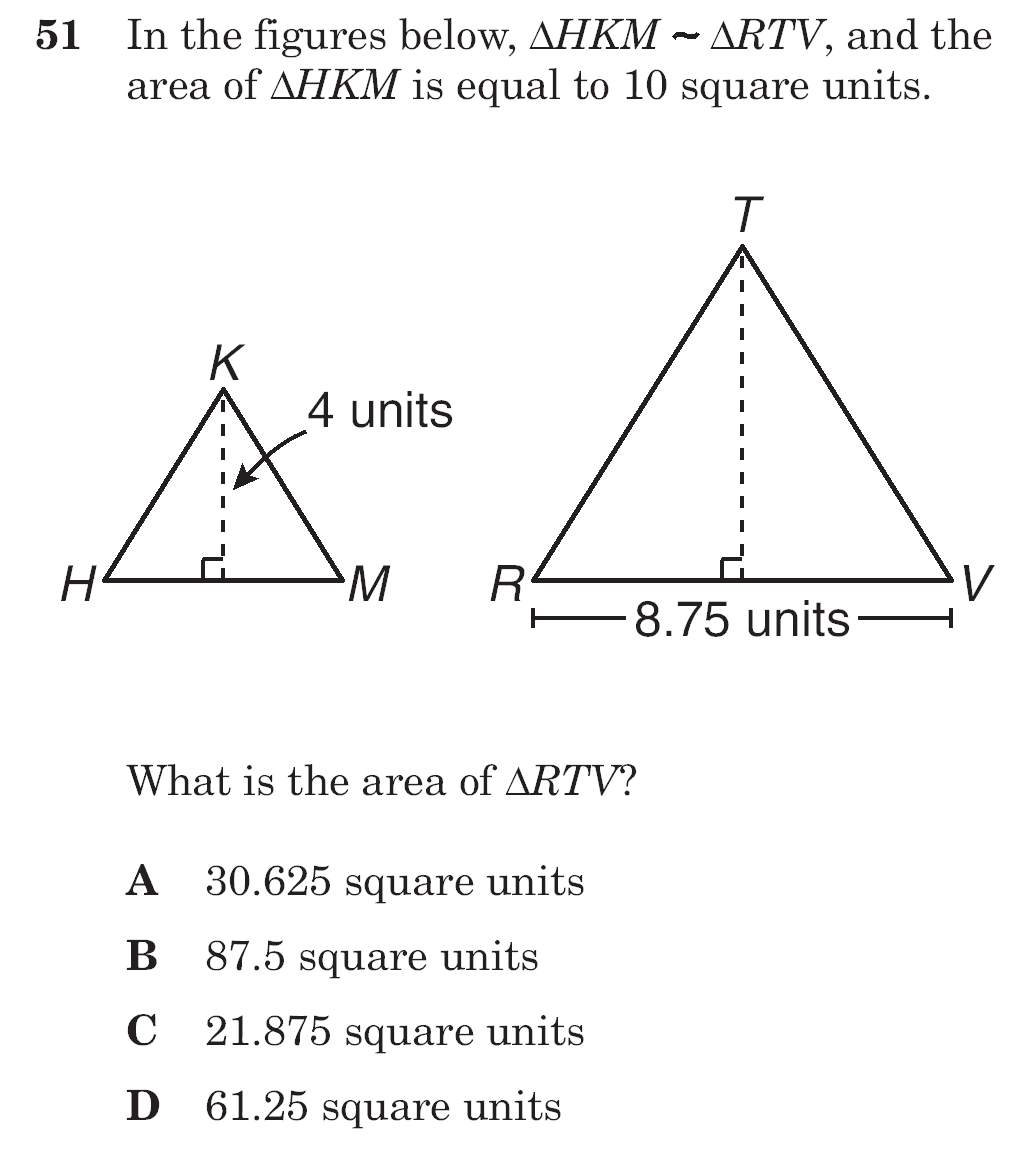 51 In the figures below, ΔHKM ~ ΔRTV, and the
area of ΔHKM is equal to 10 square units.
T
K
4 units
H
M
R
V
8.75 units
What is the area of ΔRTV?
A 30.625 square units
B 87.5 square units
C 21.875 square units
D 61.25 square units